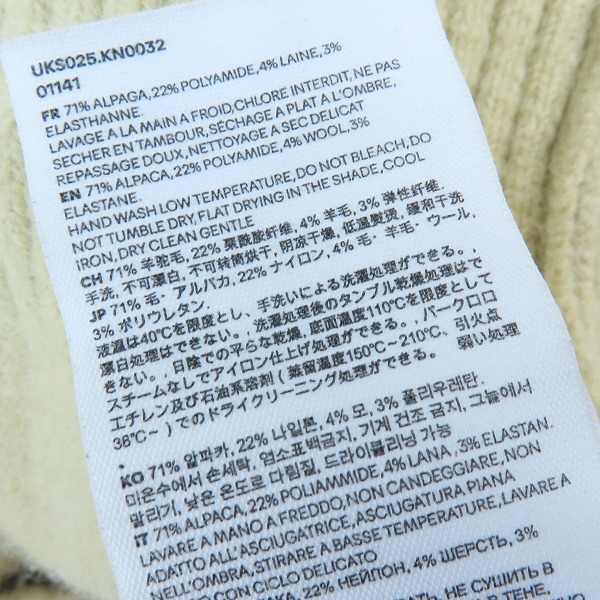 UKS025.KN0032
01141
FR 71% ALPAGA, 22% POLYAMIDE, 4% LAINE, 3%
ELASTHANNE.
LAVAGE A LA MAIN A FROID, CHLORE INTERDIT, NE PAS
SECHER EN TAMBOUR, SÉCHAGE A PLAT A L'OMBRE,
REPASSAGE DOUX, NETTOYAGE A SEC DELICAT
EN 71% ALPACA, 22% POLYAMIDE, 4% WOOL, 3%
ELASTANE.
HAND WASH LOW TEMPERATURE, DO NOT BLEACH, DO
NOT TUMBLE DRY, FLAT DRYING IN THE SHADE, COOL
IRON, DRY CLEAN GENTLE
CH 71% 羊驼毛, 22% 聚酰胺纤维, 4% 羊毛, 3% 弹性纤维.
手洗, 不可漂白, 不可转筒烘干, 阴凉干燥, 低温熨烫, 缓和干洗
JP 71% 毛・アルパカ, 22% ナイロン, 4% 毛・羊毛・ウール,
3% ポリウレタン.
液温は40℃を限度とし、手洗いによる洗濯処理ができる。,
漂白処理はできない。, 洗濯処理後のタンブル乾燥処理はで
きない。, 日陰での平らな乾燥, 底面温度110℃を限度として
スチームなしでアイロン仕上げ処理ができる。, パークロロ
エチレン及び石油系溶剤 (蒸留温度150℃~210℃、引火点
38℃~) でのドライクリーニング処理ができる。 弱い処理
.
KO 71% 알파카, 22% 나일론, 4% 모, 3% 폴리우레탄.
미온수에서 손세탁, 염소표백금지, 기계 건조 금지, 그늘에서
말리기, 낮은 온도로 다림질, 드라이클리닝 가능
IT 71% ALPACA, 22% POLIAMMIDE, 4% LANA, 3% ELASTAN.
LAVARE A MANO A FREDDO, NON CANDEGGIARE, NON
ADATTO ALL'ASCIUGATRICE, ASCIUGATURA PIANA
NELL'OMBRA, STIRARE A BASSE TEMPERATURE, LAVARE A
CON CICLO DELICATO
22% НЕЙЛОН, 4% ШЕРСТЬ, 3%
НЕ СУШИТЬ В
В ТЕНЕ,